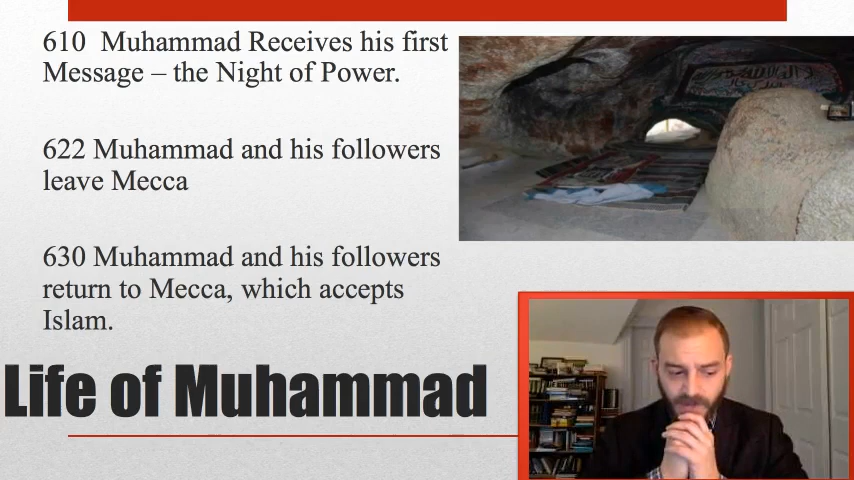 610  Muhammad Receives his first
Message – the Night of Power.
622 Muhammad and his followers
leave Mecca
630 Muhammad and his followers
return to Mecca, which accepts
Islam.
Life of Muhammad